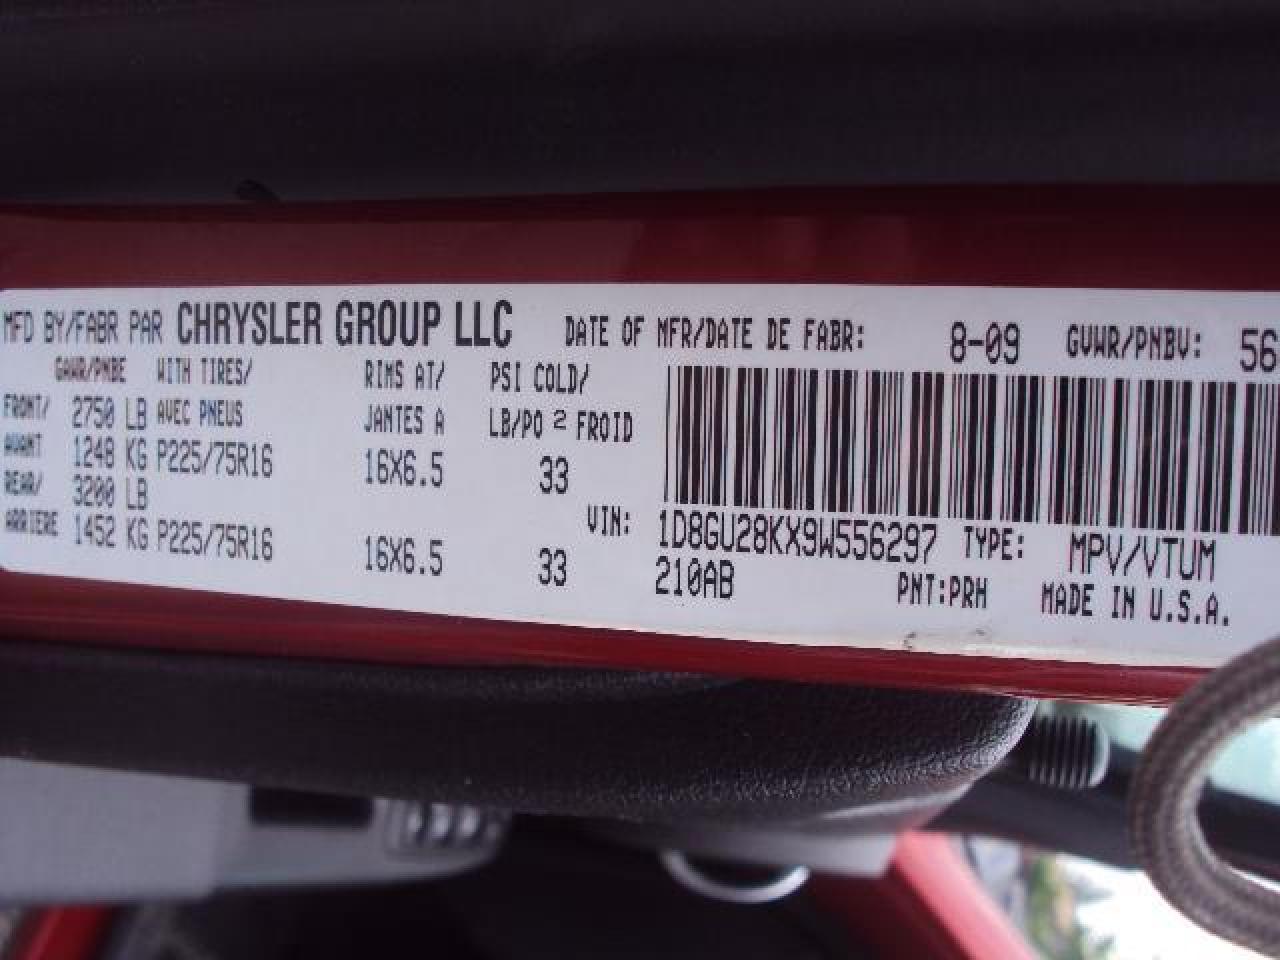 MFD BY/FABR PAR CHRYSLER GROUP LLC DATE OF MFR/DATE DE FABR: 8-09 GVWR/PNBV: 56
GAWR/PNBE WITH TIRES/ RIMS AT/ PSI COLD/
FRONT/ 2750 LB AVEC PNEUS JANTES A LB/PO 2 FROID
AVANT 1248 KG P225/75R16 16X6.5 33
REAR/ 3200 LB
ARRIERE 1452 KG P225/75R16 16X6.5 33
VIN: 1D8GU28KX9W556297 TYPE: MPV/VTUM
210AB PNT:PRH MADE IN U.S.A.